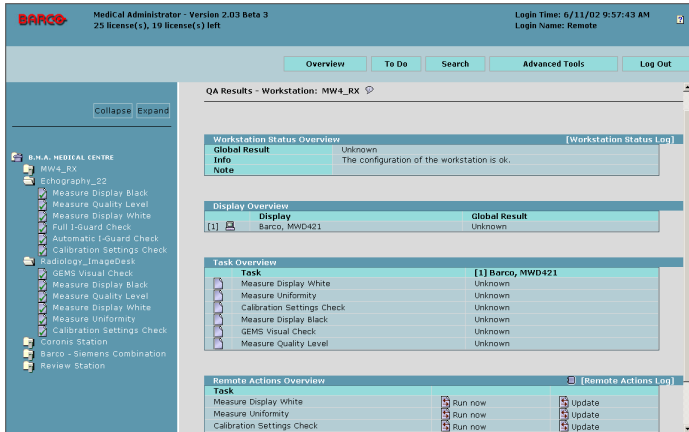 BARCO
MediCal Administrator - Version 2.03 Beta 3
25 license(s), 19 license(s) left
Login Time: 6/11/02 9:57:43 AM
Login Name: Remote
?
Overview To Do Search Advanced Tools Log Out
Collapse Expand
B.M.A. MEDICAL CENTRE
MW4_RX
Echography_22
Measure Display Black
Measure Quality Level
Measure Display White
Full I-Guard Check
Automatic I-Guard Check
Calibration Settings Check
Radiology_ImageDesk
GEMS Visual Check
Measure Display Black
Measure Quality Level
Measure Display White
Measure Uniformity
Calibration Settings Check
Coronis Station
Barco - Siemens Combination
Review Station
QA Results - Workstation: MW4_RX
Workstation Status Overview [Workstation Status Log]
Global Result Unknown
Info The configuration of the workstation is ok.
Note
Display Overview
Display Global Result
[1] Barco, MWD421 Unknown
Task Overview
Task [1] Barco, MWD421
Measure Display White Unknown
Measure Uniformity Unknown
Calibration Settings Check Unknown
Measure Display Black Unknown
GEMS Visual Check Unknown
Measure Quality Level Unknown
Remote Actions Overview [Remote Actions Log]
Task
Measure Display White Run now Update
Measure Uniformity Run now Update
Calibration Settings Check Run now Update